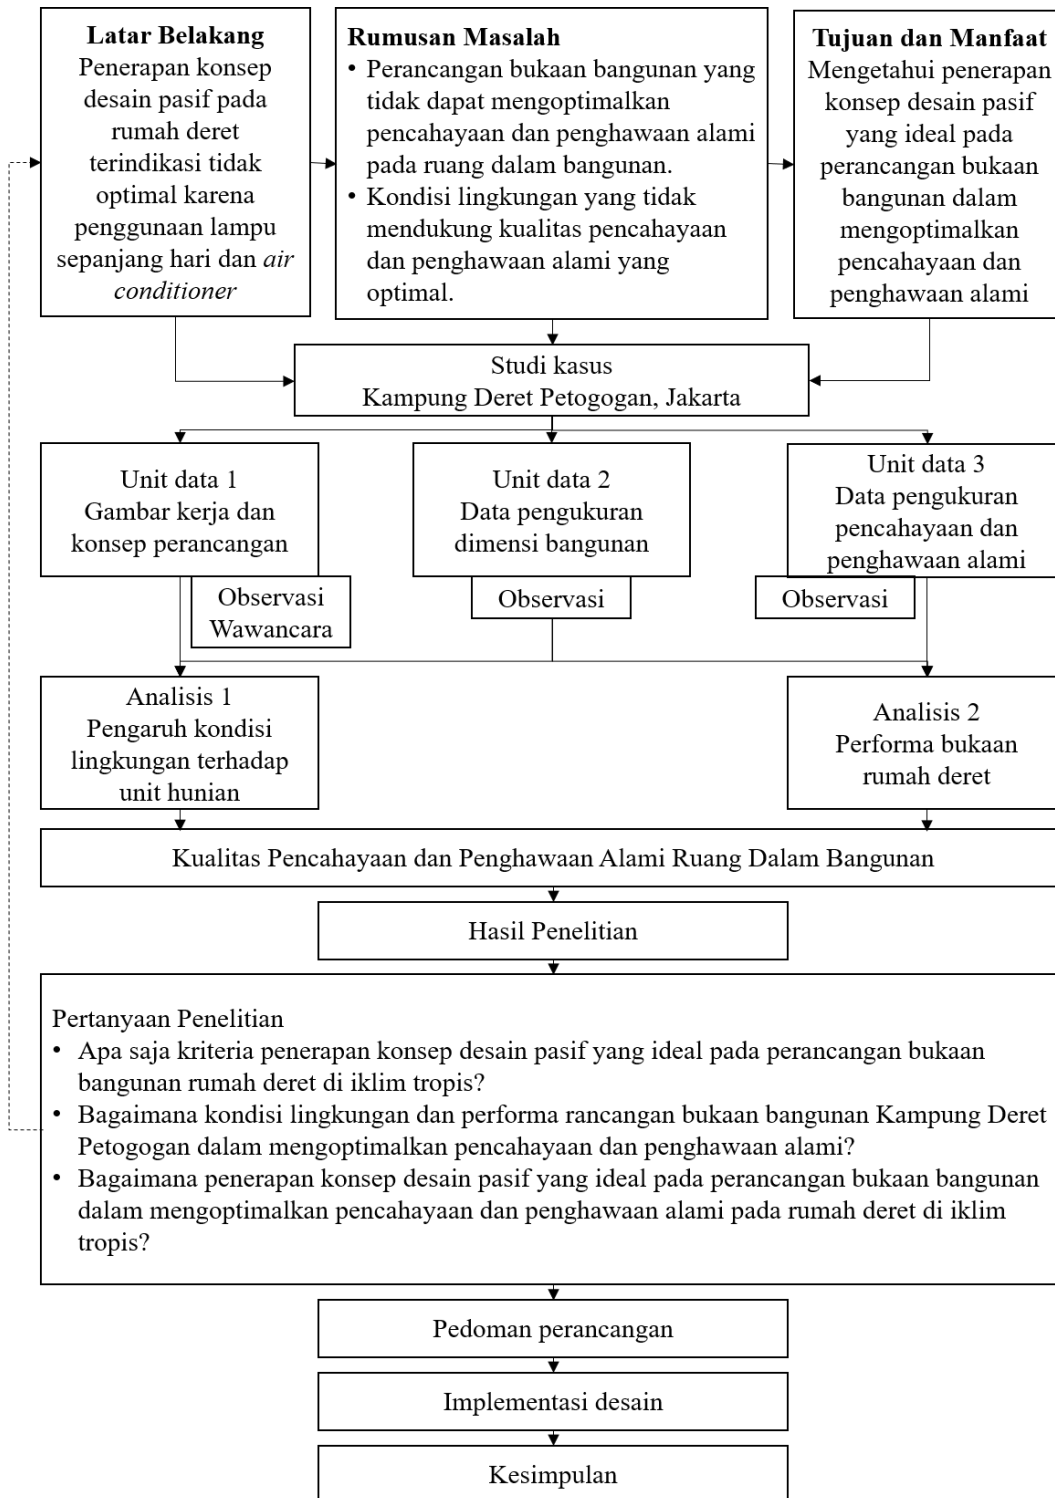 Latar Belakang
Penerapan konsep
desain pasif pada
rumah deret
terindikasi tidak
optimal karena
penggunaan lampu
sepanjang hari dan air
conditioner
Rumusan Masalah
• Perancangan bukaan bangunan yang
tidak dapat mengoptimalkan
pencahayaan dan penghawaan alami
pada ruang dalam bangunan.
• Kondisi lingkungan yang tidak
mendukung kualitas pencahayaan
dan penghawaan alami yang
optimal.
Tujuan dan Manfaat
Mengetahui penerapan
konsep desain pasif
yang ideal pada
perancangan bukaan
bangunan dalam
mengoptimalkan
pencahayaan dan
penghawaan alami
Studi kasus
Kampung Deret Petogogan, Jakarta
Unit data 1
Gambar kerja dan
konsep perancangan
Unit data 2
Data pengukuran
dimensi bangunan
Unit data 3
Data pengukuran
pencahayaan dan
penghawaan alami
Observasi
Wawancara
Observasi
Observasi
Analisis 1
Pengaruh kondisi
lingkungan terhadap
unit hunian
Analisis 2
Performa bukaan
rumah deret
Kualitas Pencahayaan dan Penghawaan Alami Ruang Dalam Bangunan
Hasil Penelitian
Pertanyaan Penelitian
• Apa saja kriteria penerapan konsep desain pasif yang ideal pada perancangan bukaan
bangunan rumah deret di iklim tropis?
• Bagaimana kondisi lingkungan dan performa rancangan bukaan bangunan Kampung Deret
Petogogan dalam mengoptimalkan pencahayaan dan penghawaan alami?
• Bagaimana penerapan konsep desain pasif yang ideal pada perancangan bukaan bangunan
dalam mengoptimalkan pencahayaan dan penghawaan alami pada rumah deret di iklim
tropis?
Pedoman perancangan
Implementasi desain
Kesimpulan